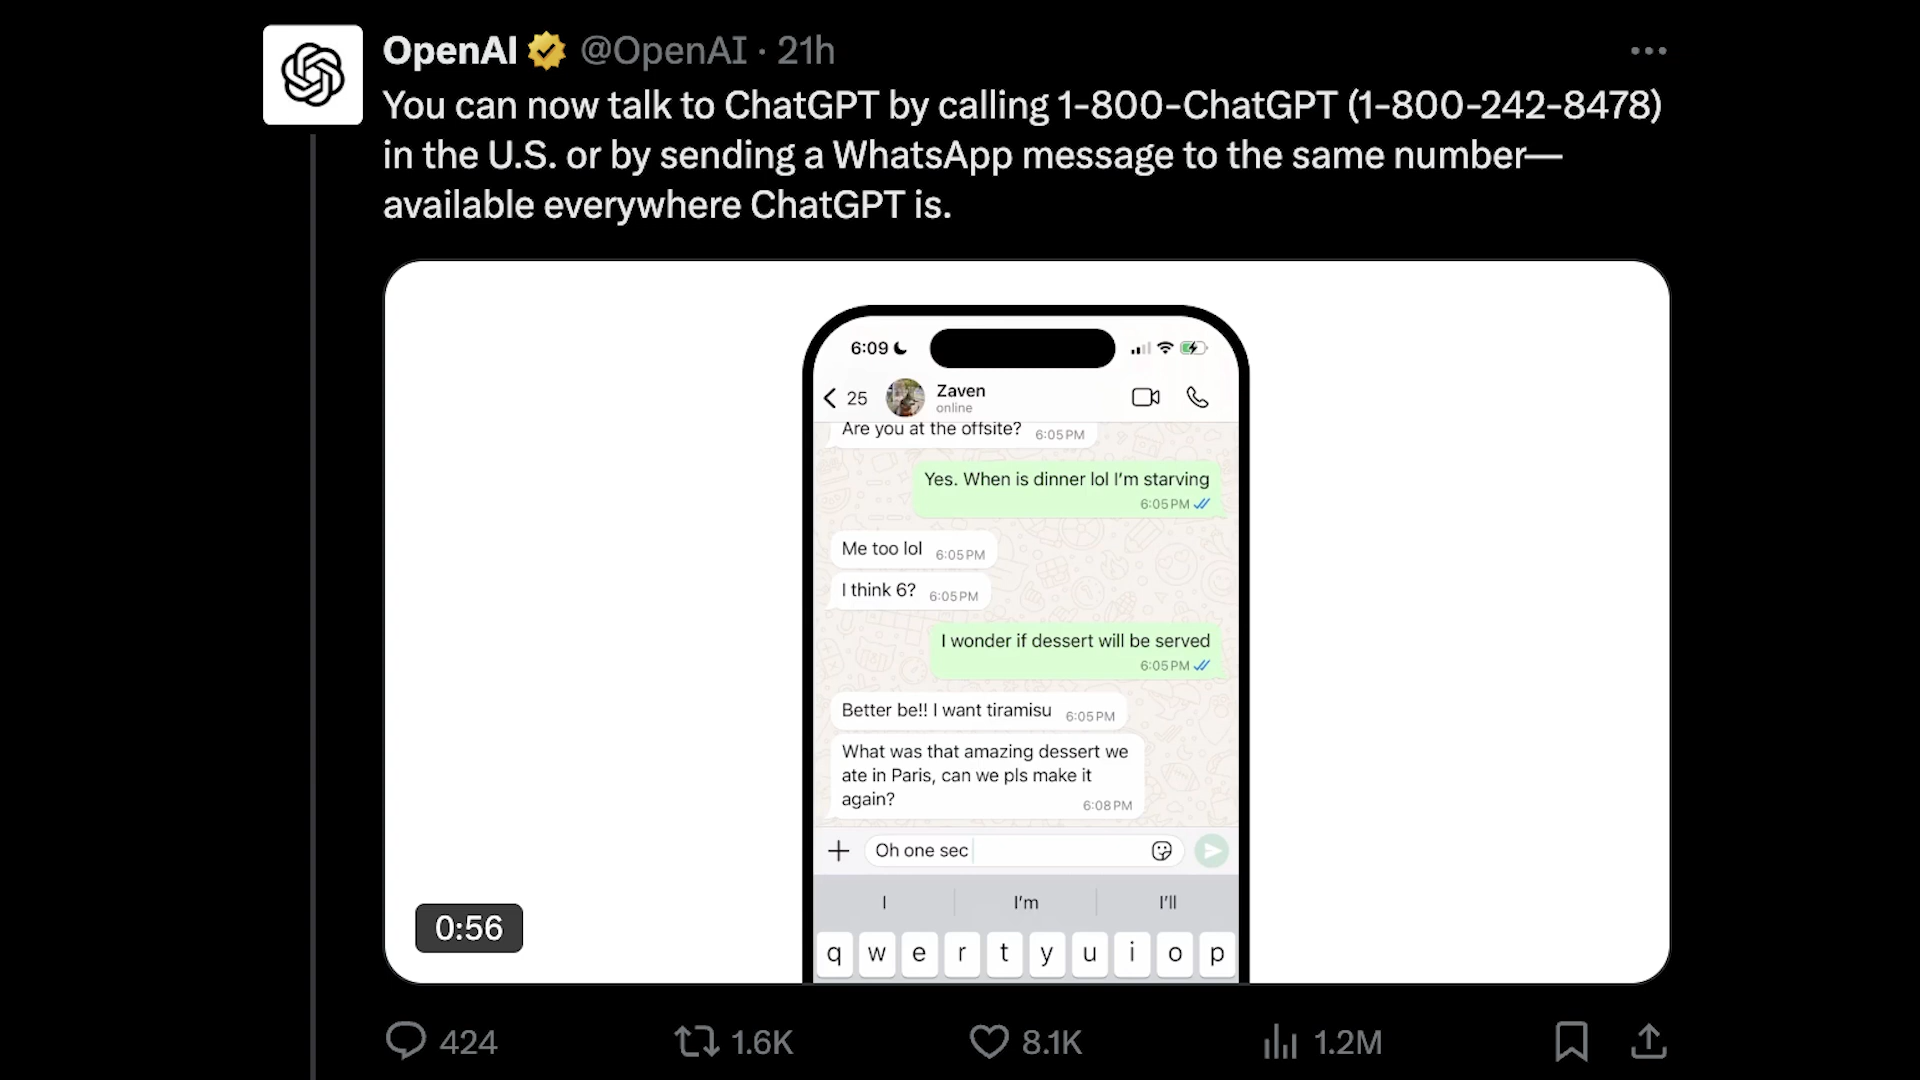 OpenAI @OpenAI · 21h
You can now talk to ChatGPT by calling 1-800-ChatGPT (1-800-242-8478)
in the U.S. or by sending a WhatsApp message to the same number—
available everywhere ChatGPT is.
6:09
25
Zaven
online
Are you at the offsite? 6:05 PM
Yes. When is dinner lol I'm starving
6:05 PM
Me too lol 6:05 PM
I think 6? 6:05 PM
I wonder if dessert will be served
6:05 PM
Better be!! I want tiramisu 6:05 PM
What was that amazing dessert we
ate in Paris, can we pls make it
again? 6:08 PM
Oh one sec
I I'm I'll
q w e r t y u i o p
0:56
424 1.6K 8.1K 1.2M